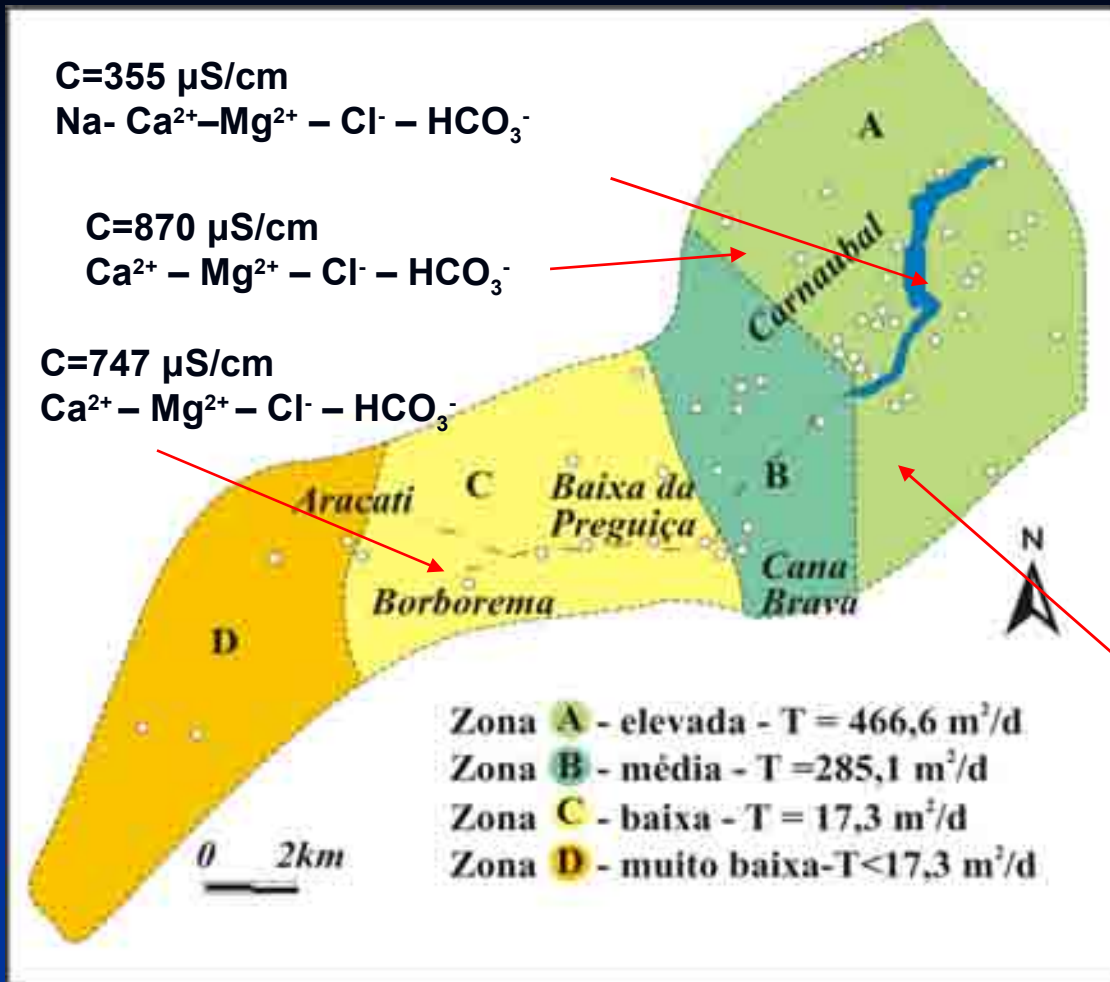 C=355 µS/cm
Na- Ca²⁺–Mg²⁺ – Cl⁻ – HCO₃⁻
C=870 µS/cm
Ca²⁺ – Mg²⁺ – Cl⁻ – HCO₃⁻
C=747 µS/cm
Ca²⁺ – Mg²⁺ – Cl⁻ – HCO₃⁻
A
Carnaubal
B
C
Baixa da
Preguiça
Aracati
Cana
Brava
Borborema
D
N
Zona A - elevada - T = 466,6 m²/d
Zona B - média - T =285,1 m²/d
Zona C - baixa - T = 17,3 m²/d
Zona D - muito baixa-T<17,3 m²/d
0 2km